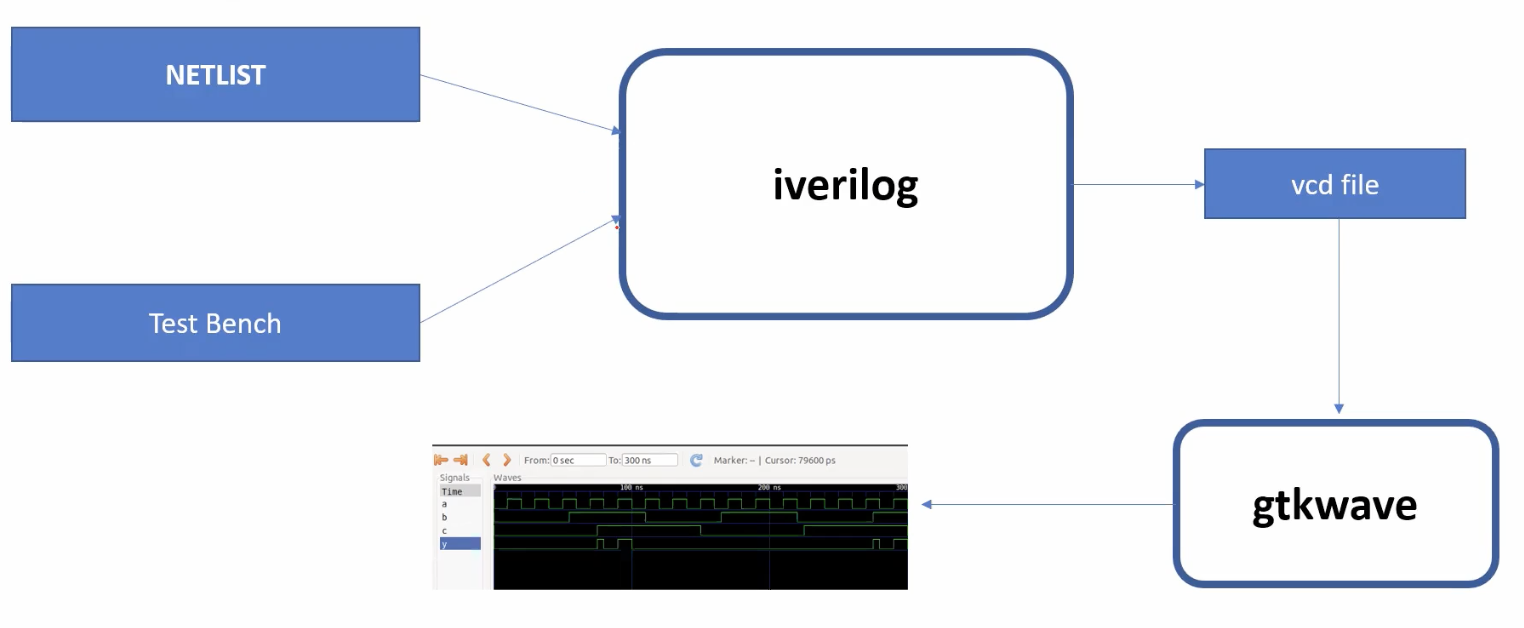 NETLIST
iverilog
vcd file
Test Bench
From: 0 sec To: 300 ns Marker: -- | Cursor: 79600 ps
Signals Waves
Time
100 ns 200 ns 300
a
b
c
y
gtkwave